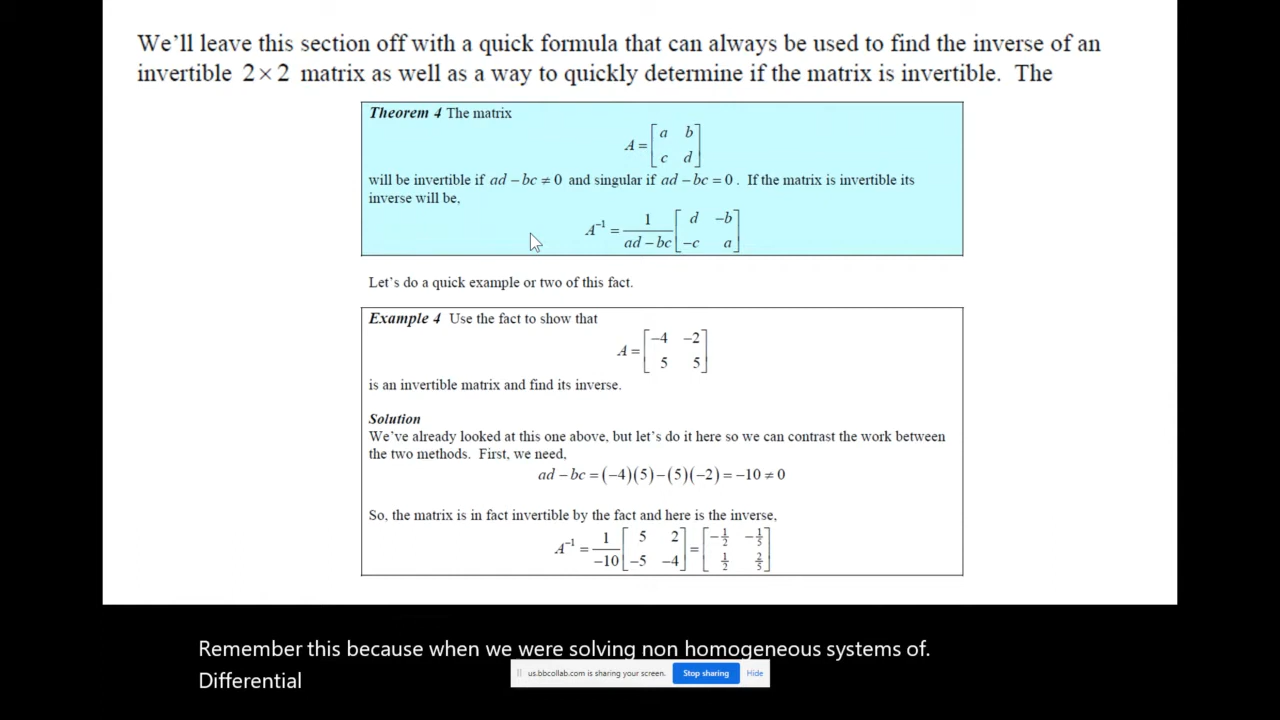 We'll leave this section off with a quick formula that can always be used to find the inverse of an
invertible 2 × 2 matrix as well as a way to quickly determine if the matrix is invertible. The
Theorem 4 The matrix
A = [ a b
c d ]
will be invertible if ad − bc ≠ 0 and singular if ad − bc = 0 . If the matrix is invertible its
inverse will be,
A⁻¹ = 1/(ad − bc) [ d −b
−c a ]
Let's do a quick example or two of this fact.
Example 4 Use the fact to show that
A = [ −4 −2
5 5 ]
is an invertible matrix and find its inverse.
Solution
We've already looked at this one above, but let's do it here so we can contrast the work between
the two methods. First, we need,
ad − bc = (−4)(5) − (5)(−2) = −10 ≠ 0
So, the matrix is in fact invertible by the fact and here is the inverse,
A⁻¹ = 1/−10 [ 5 2
−5 −4 ] = [ −1/2 −1/5
1/2 2/5 ]
Remember this because when we were solving non homogeneous systems of.
Differential
us.bbcollab.com is sharing your screen. Stop sharing Hide